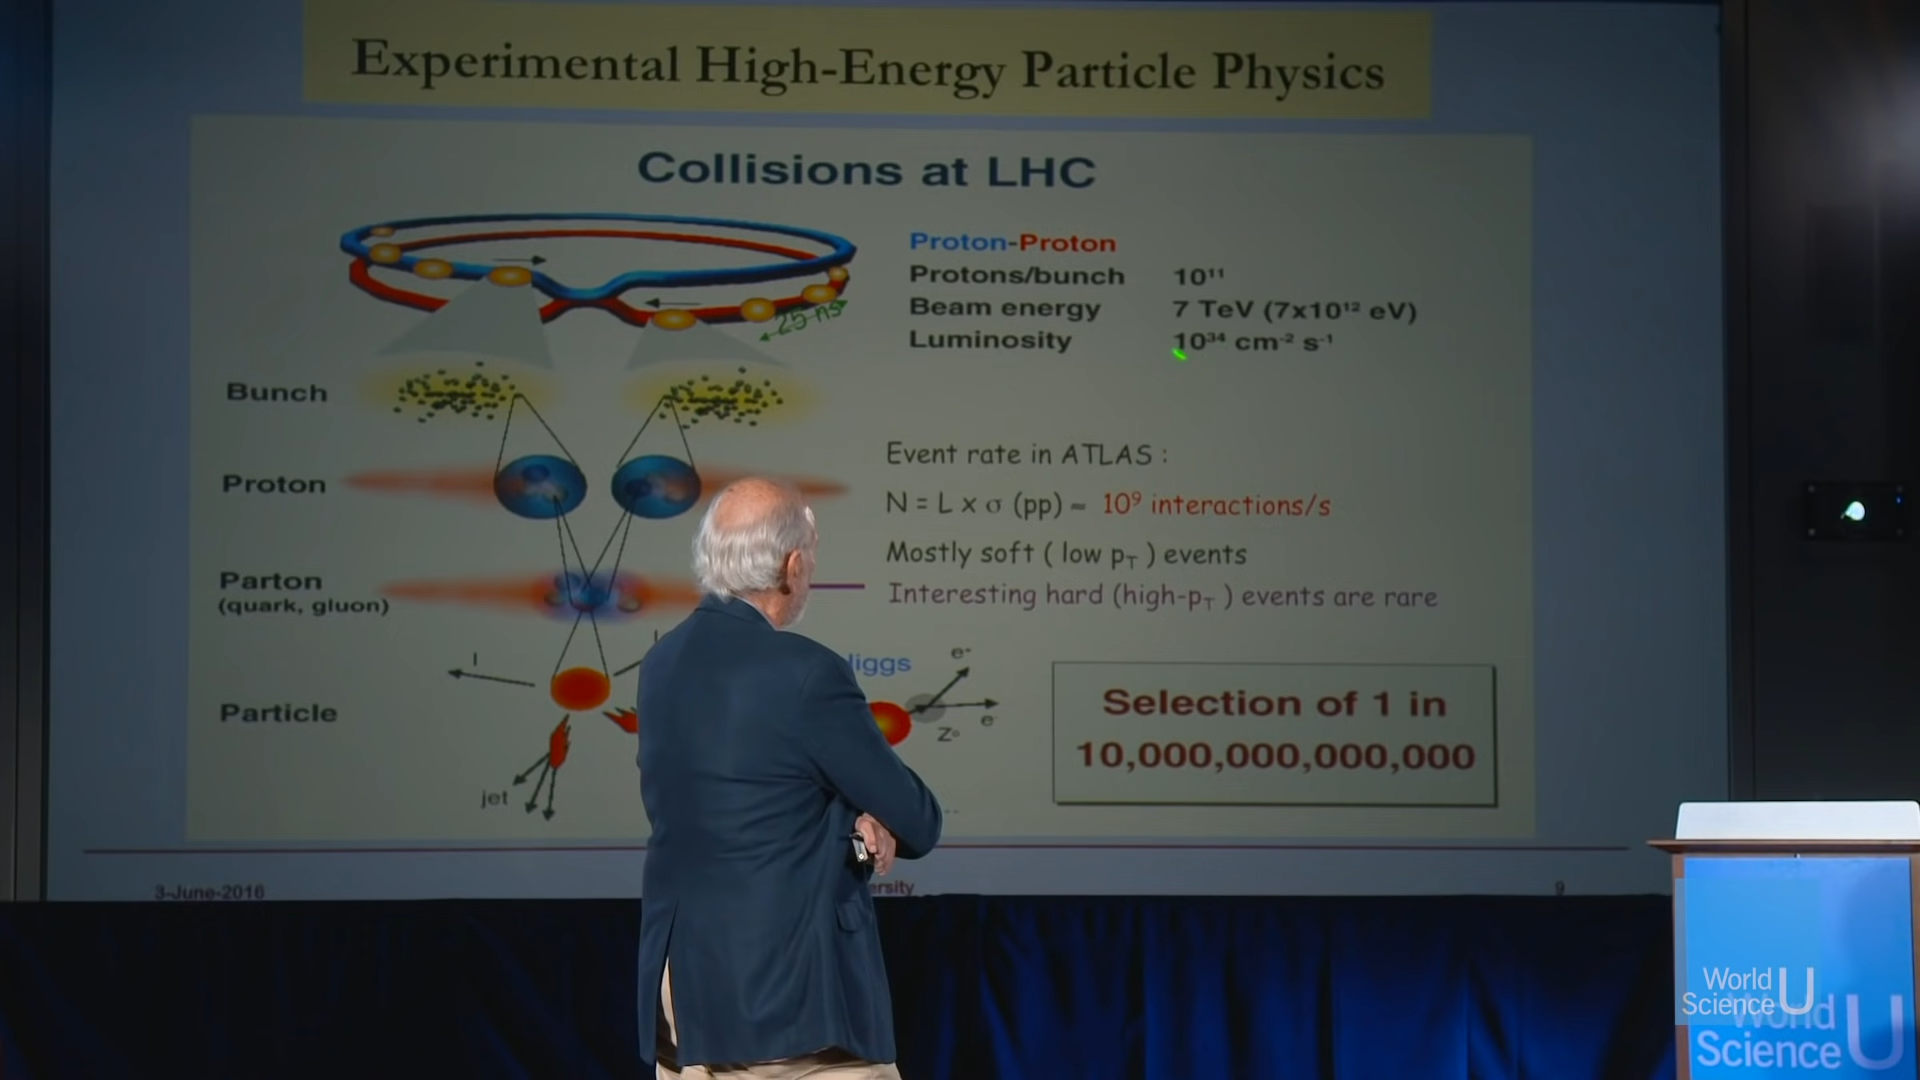 Experimental High-Energy Particle Physics
Collisions at LHC
Proton-Proton
Protons/bunch 10¹¹
Beam energy 7 TeV (7x10¹² eV)
Luminosity 10³⁴ cm⁻² s⁻¹
25 ns
Bunch
Proton
Parton
(quark, gluon)
Particle
l
jet
Event rate in ATLAS :
N = L x σ (pp) ≈ 10⁹ interactions/s
Mostly soft ( low pT ) events
Interesting hard (high-pT ) events are rare
e⁺
e⁻
Z⁰
Selection of 1 in
10,000,000,000,000
3-June-2016
9
World
Science U
World
Science U